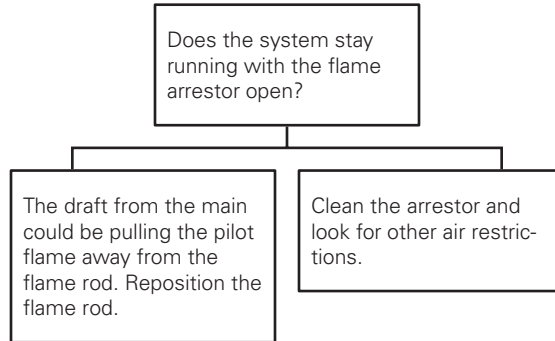 Does the system stay
running with the flame
arrestor open?
The draft from the main
could be pulling the pilot
flame away from the
flame rod. Reposition the
flame rod.
Clean the arrestor and
look for other air restric-
tions.